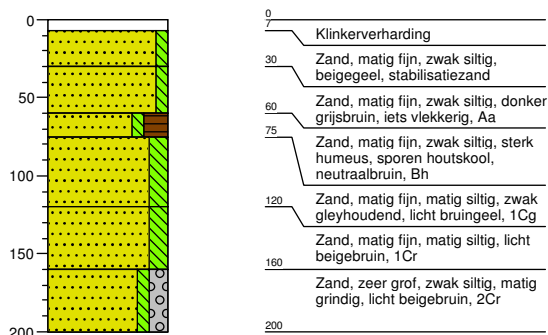 0
50
100
150
200
0
7
Klinkerverharding
30
Zand, matig fijn, zwak siltig,
beigegeel, stabilisatiezand
60
Zand, matig fijn, zwak siltig, donker
grijsbruin, iets vlekkerig, Aa
75
Zand, matig fijn, zwak siltig, sterk
humeus, sporen houtskool,
neutraalbruin, Bh
120
Zand, matig fijn, matig siltig, zwak
gleyhoudend, licht bruingeel, 1Cg
Zand, matig fijn, matig siltig, licht
beigebruin, 1Cr
160
Zand, zeer grof, zwak siltig, matig
grindig, licht beigebruin, 2Cr
200